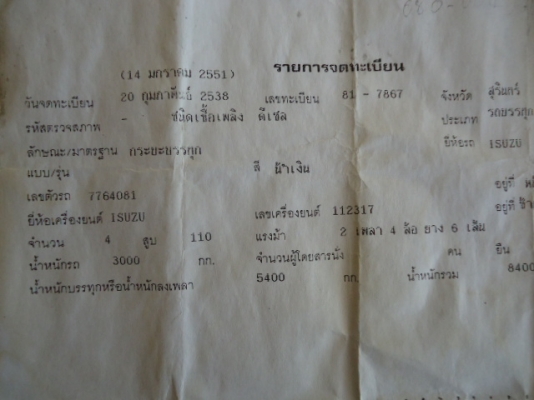 (14 มกราคม 2551) รายการจดทะเบียน
วันจดทะเบียน 20 กุมภาพันธ์ 2538 เลขทะเบียน 81 - 7867 จังหวัด สุรินทร์
รหัสตรวจสภาพ - ชนิดเชื้อเพลิง ดีเซล ประเภท รถบรรทุก
ลักษณะ/มาตรฐาน กระบะบรรทุก ยี่ห้อรถ ISUZU
แบบ/รุ่น สี ฟ้าเงิน
เลขตัวรถ 7764081 อยู่ที่
ยี่ห้อเครื่องยนต์ ISUZU เลขเครื่องยนต์ 112317 อยู่ที่
จำนวน 4 สูบ 110 แรงม้า 2 เพลา 4 ล้อ ยาง 6 เส้น
น้ำหนักรถ 3000 กก. จำนวนผู้โดยสารนั่ง คน ยืน
น้ำหนักบรรทุกหรือน้ำหนักลงเพลา 5400 กก. น้ำหนักรวม 8400